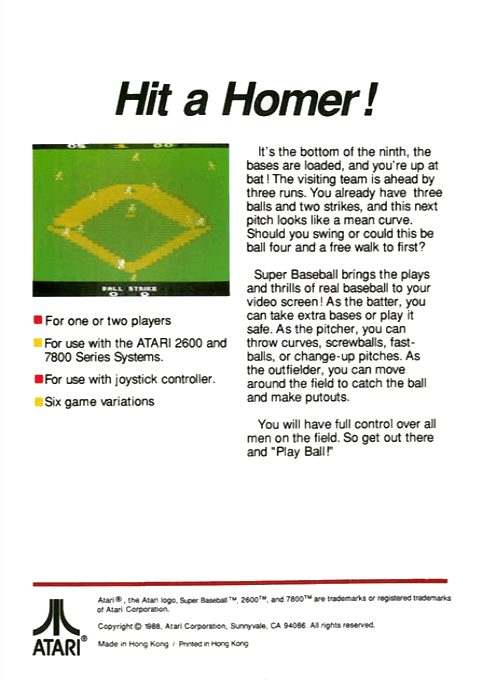 Hit a Homer!
05 1 00
BALL STRIKE
0 0
For one or two players
For use with the ATARI 2600 and
7800 Series Systems.
For use with joystick controller.
Six game variations
It's the bottom of the ninth, the
bases are loaded, and you're up at
bat! The visiting team is ahead by
three runs. You already have three
balls and two strikes, and this next
pitch looks like a mean curve.
Should you swing or could this be
ball four and a free walk to first?
Super Baseball brings the plays
and thrills of real baseball to your
video screen! As the batter, you
can take extra bases or play it
safe. As the pitcher, you can
throw curves, screwballs, fast-
balls, or change-up pitches. As
the outfielder, you can move
around the field to catch the ball
and make putouts.
You will have full control over all
men on the field. So get out there
and "Play Ball!"
Atari®, the Atari logo, Super Baseball™, 2600™, and 7800™ are trademarks or registered trademarks
of Atari Corporation.
Copyright © 1988, Atari Corporation, Sunnyvale, CA 94086. All rights reserved.
Made in Hong Kong / Printed in Hong Kong
ATARI®